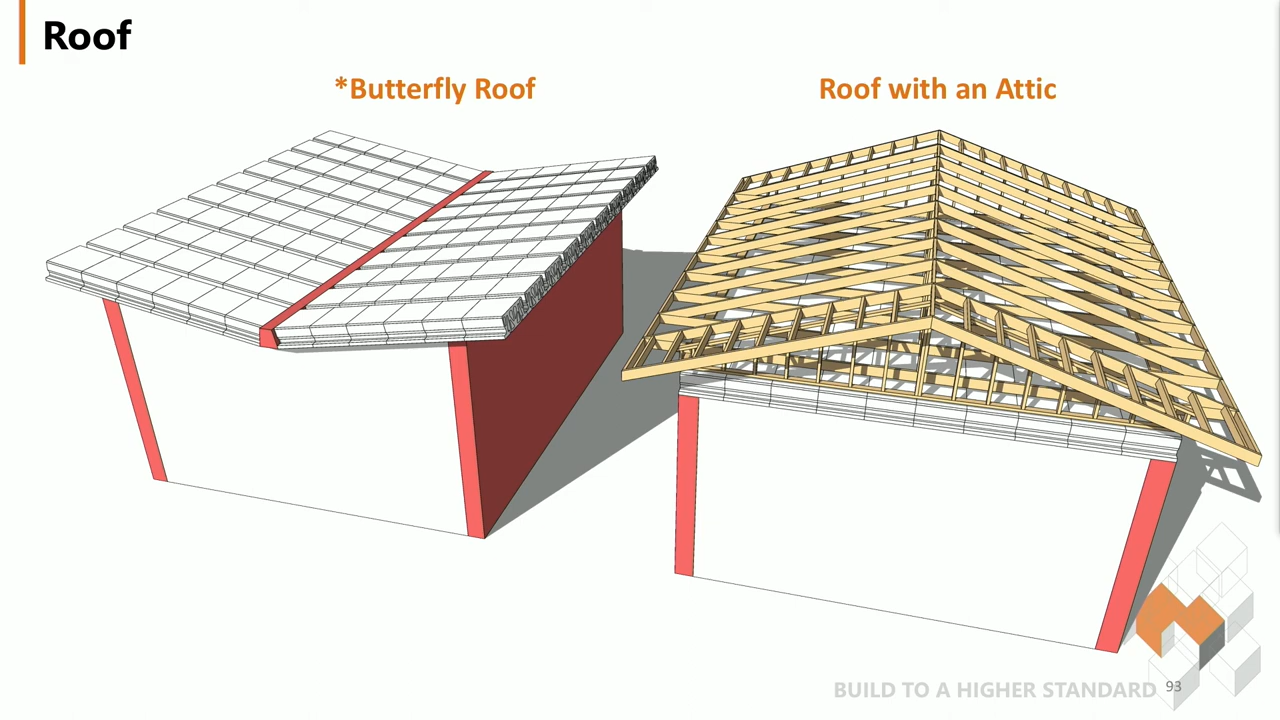 Roof
*Butterfly Roof
Roof with an Attic
BUILD TO A HIGHER STANDARD 93